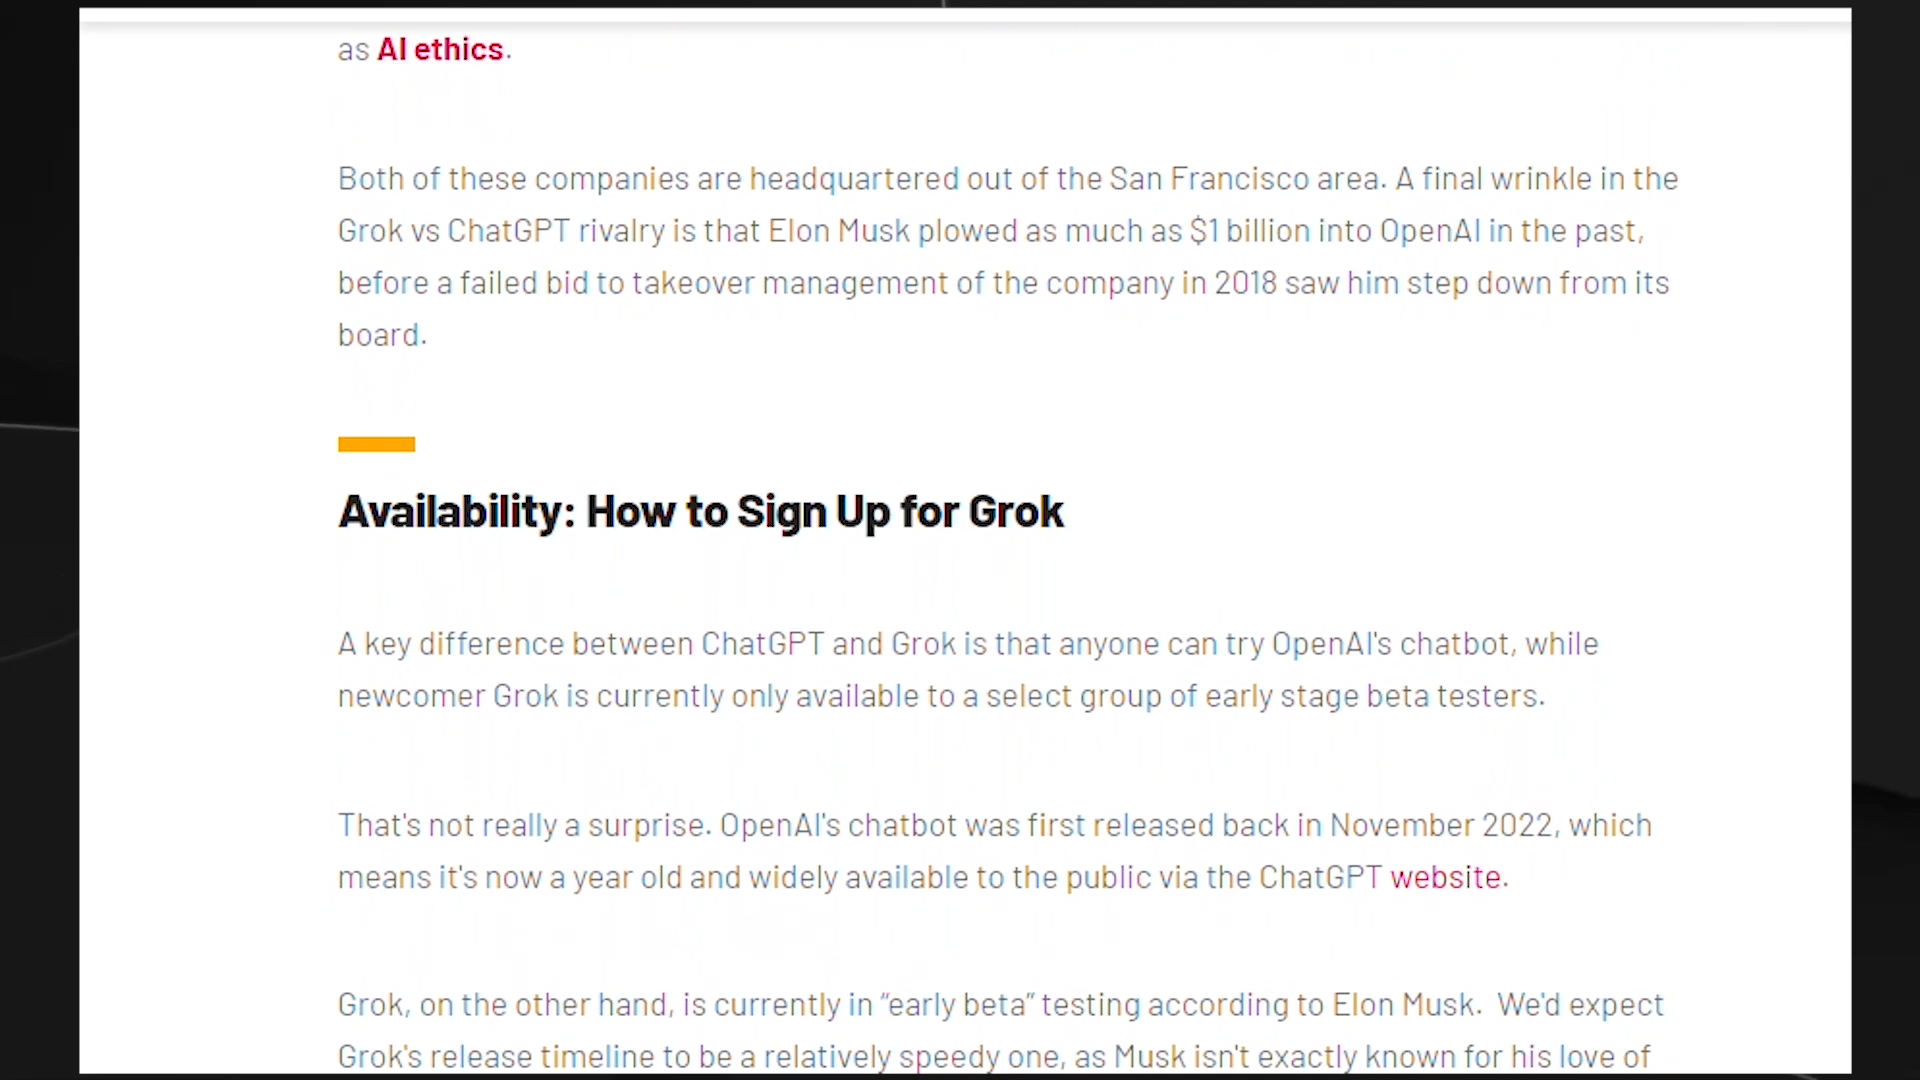 as AI ethics.
Both of these companies are headquartered out of the San Francisco area. A final wrinkle in the
Grok vs ChatGPT rivalry is that Elon Musk plowed as much as $1 billion into OpenAI in the past,
before a failed bid to takeover management of the company in 2018 saw him step down from its
board.
Availability: How to Sign Up for Grok
A key difference between ChatGPT and Grok is that anyone can try OpenAI's chatbot, while
newcomer Grok is currently only available to a select group of early stage beta testers.
That's not really a surprise. OpenAI's chatbot was first released back in November 2022, which
means it's now a year old and widely available to the public via the ChatGPT website.
Grok, on the other hand, is currently in “early beta” testing according to Elon Musk.  We'd expect
Grok's release timeline to be a relatively speedy one, as Musk isn't exactly known for his love of